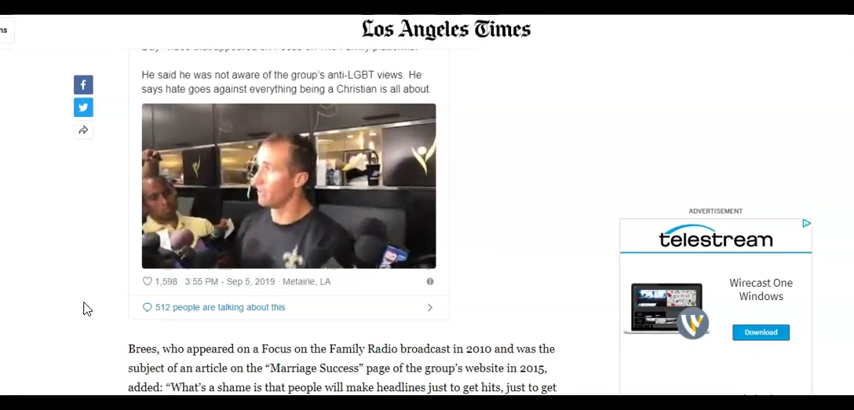 ns
Los Angeles Times
He said he was not aware of the group's anti-LGBT views. He
says hate goes against everything being a Christian is all about.
1,598 3:55 PM - Sep 5, 2019 Metairie, LA
512 people are talking about this
ADVERTISEMENT
telestream
Wirecast One
Windows
Download
Brees, who appeared on a Focus on the Family Radio broadcast in 2010 and was the
subject of an article on the “Marriage Success” page of the group's website in 2015,
added: “What's a shame is that people will make headlines just to get hits, just to get